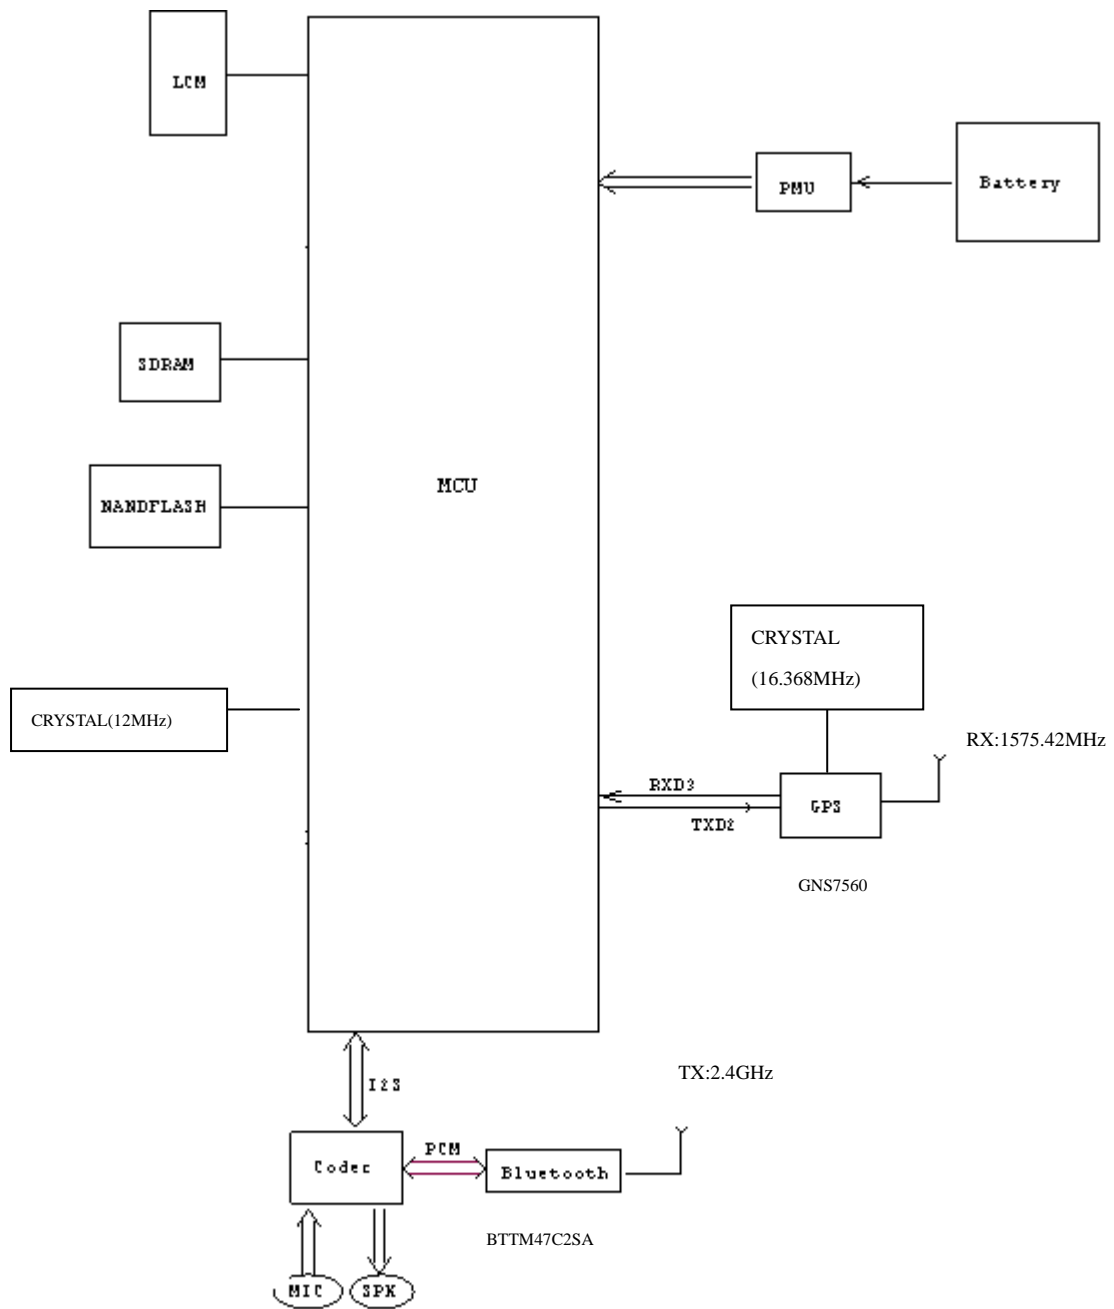 LCM
PMU
Battery
SDRAM
MCU
NANDFLASH
CRYSTAL
(16.368MHz)
CRYSTAL(12MHz)
RX:1575.42MHz
RXD3
GPS
TXD2
GNS7560
TX:2.4GHz
I2S
PCM
Codec
Bluetooth
BTTM47C2SA
MIC
SPK